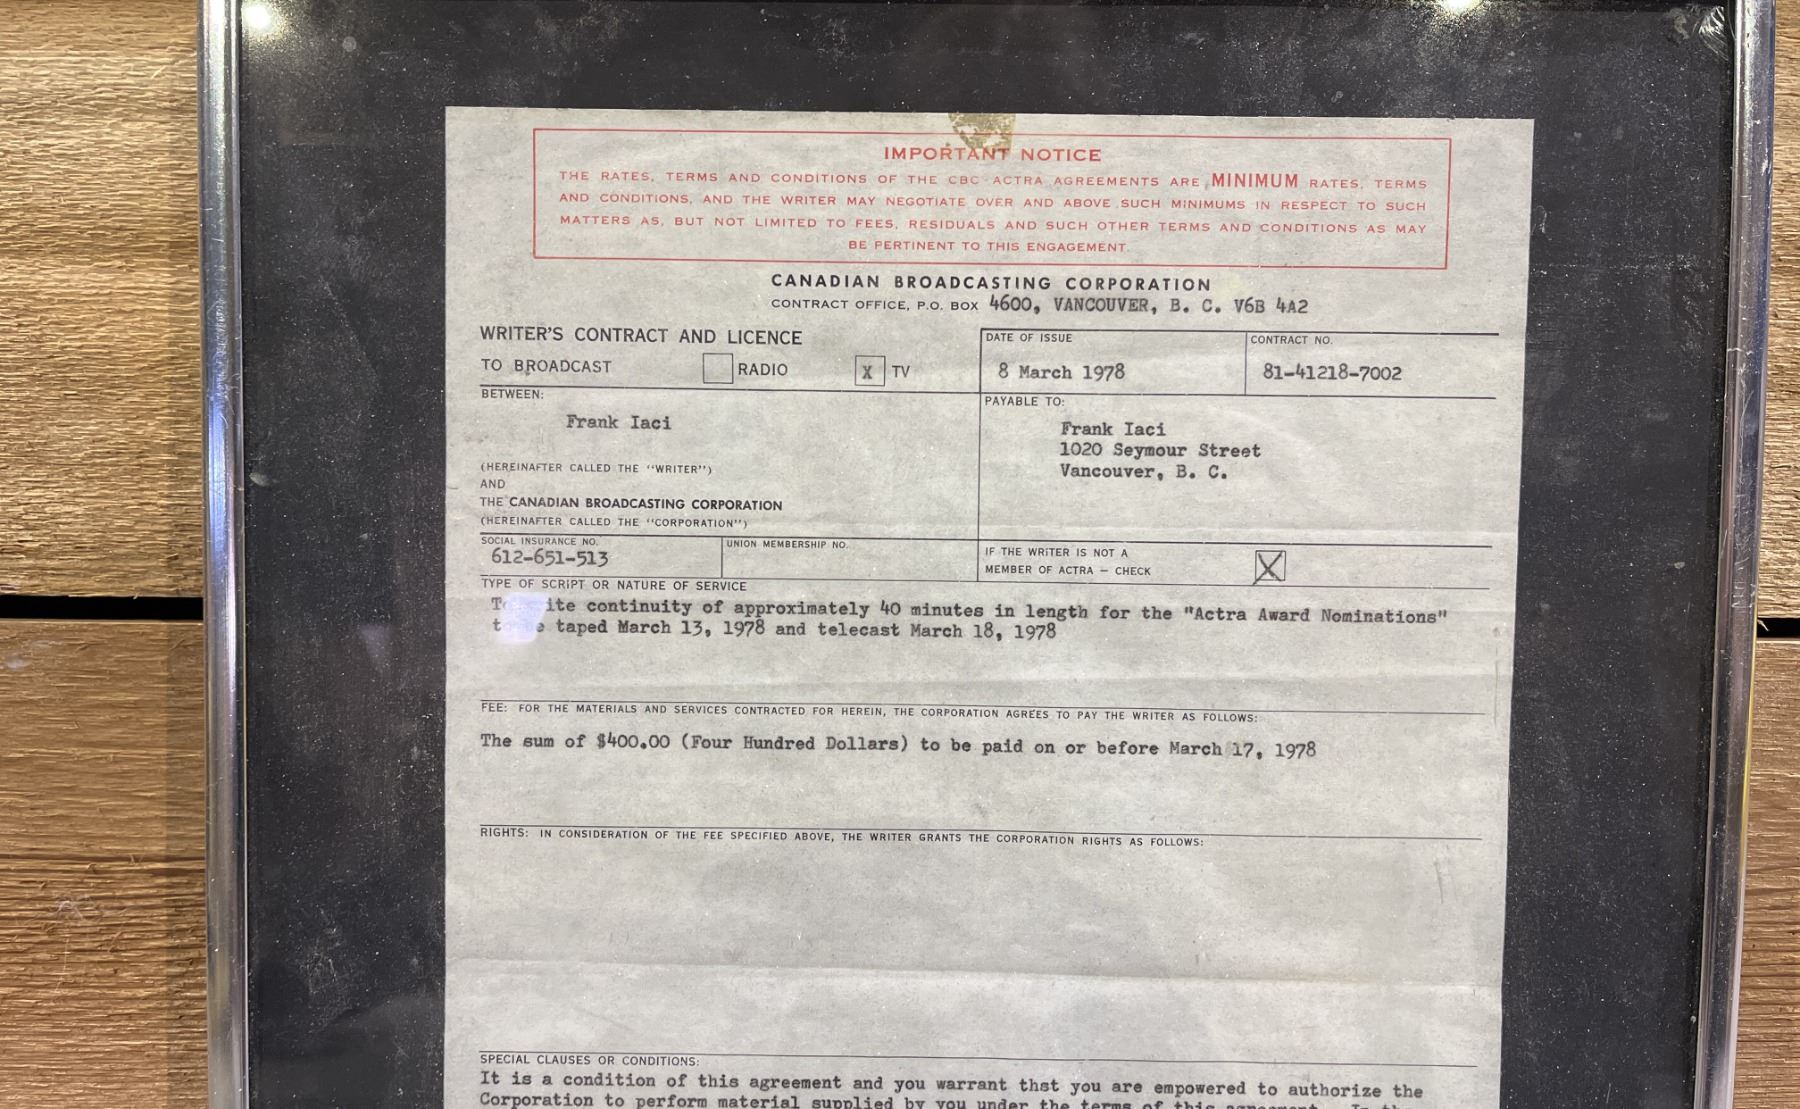 IMPORTANT NOTICE
THE RATES, TERMS AND CONDITIONS OF THE CBC-ACTRA AGREEMENTS ARE MINIMUM RATES, TERMS
AND CONDITIONS, AND THE WRITER MAY NEGOTIATE OVER AND ABOVE SUCH MINIMUMS IN RESPECT TO SUCH
MATTERS AS, BUT NOT LIMITED TO FEES, RESIDUALS AND SUCH OTHER TERMS AND CONDITIONS AS MAY
BE PERTINENT TO THIS ENGAGEMENT.
CANADIAN BROADCASTING CORPORATION
CONTRACT OFFICE, P.O. BOX 4600, VANCOUVER, B. C. V6B 4A2
WRITER'S CONTRACT AND LICENCE
TO BROADCAST RADIO X TV
DATE OF ISSUE
8 March 1978
CONTRACT NO.
81-41218-7002
BETWEEN:
Frank Iaci
(HEREINAFTER CALLED THE "WRITER")
AND
THE CANADIAN BROADCASTING CORPORATION
(HEREINAFTER CALLED THE "CORPORATION")
PAYABLE TO:
Frank Iaci
1020 Seymour Street
Vancouver, B. C.
SOCIAL INSURANCE NO.
612-651-513
UNION MEMBERSHIP NO.
IF THE WRITER IS NOT A
MEMBER OF ACTRA – CHECK X
TYPE OF SCRIPT OR NATURE OF SERVICE
continuity of approximately 40 minutes in length for the "Actra Award Nominations"
taped March 13, 1978 and telecast March 18, 1978
FEE: FOR THE MATERIALS AND SERVICES CONTRACTED FOR HEREIN, THE CORPORATION AGREES TO PAY THE WRITER AS FOLLOWS:
The sum of $400.00 (Four Hundred Dollars) to be paid on or before March 17, 1978
RIGHTS: IN CONSIDERATION OF THE FEE SPECIFIED ABOVE, THE WRITER GRANTS THE CORPORATION RIGHTS AS FOLLOWS:
SPECIAL CLAUSES OR CONDITIONS:
It is a condition of this agreement and you warrant thst you are empowered to authorize the
Corporation to perform material supplied by you under the terms of this agreement. In the